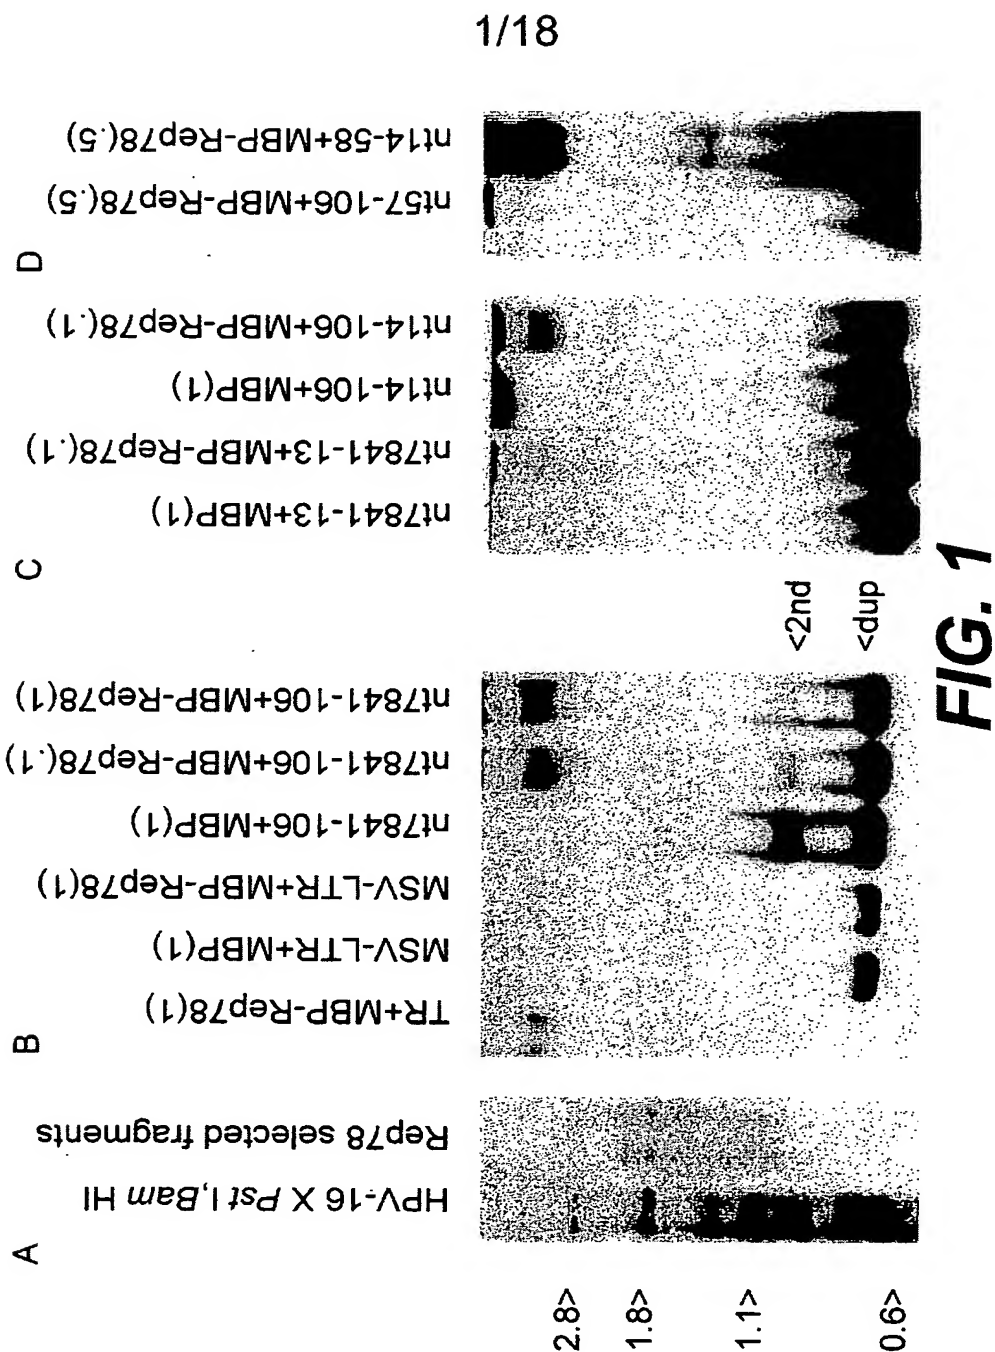 1/18
A
HPV-16 X Pst I, Bam HI
Rep78 selected fragments
2.8>
1.8>
1.1>
0.6>
B
TR+MBP-Rep78(1)
MSV-LTR+MBP(1)
MSV-LTR+MBP-Rep78(1)
nt7841-106+MBP(1)
nt7841-106+MBP-Rep78(.1)
nt7841-106+MBP-Rep78(1)
<2nd
<dup
C
nt7841-13+MBP(1)
nt7841-13+MBP-Rep78(.1)
nt14-106+MBP(1)
nt14-106+MBP-Rep78(.1)
D
nt57-106+MBP-Rep78(.5)
nt14-58+MBP-Rep78(.5)
FIG. 1